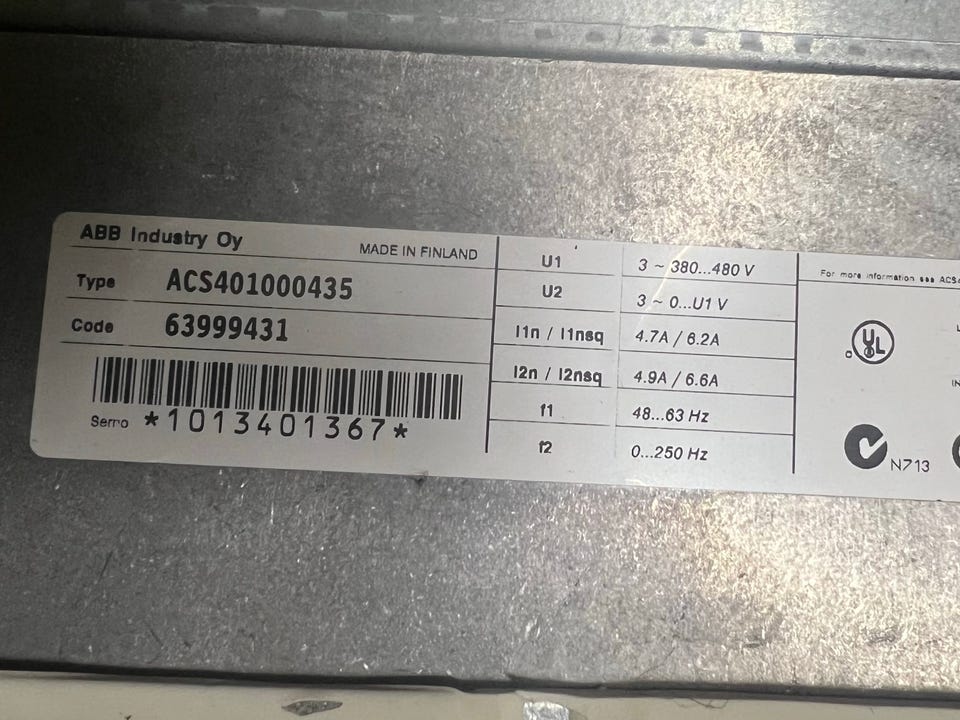 ABB Industry Oy
MADE IN FINLAND
Type ACS401000435
Code 63999431
Serno *1013401367*
U1 3 ~ 380...480 V
U2 3 ~ 0...U1 V
I1n / I1nsq 4.7A / 6.2A
I2n / I2nsq 4.9A / 6.6A
f1 48...63 Hz
f2 0...250 Hz
For more information see ACS4
UL
N713